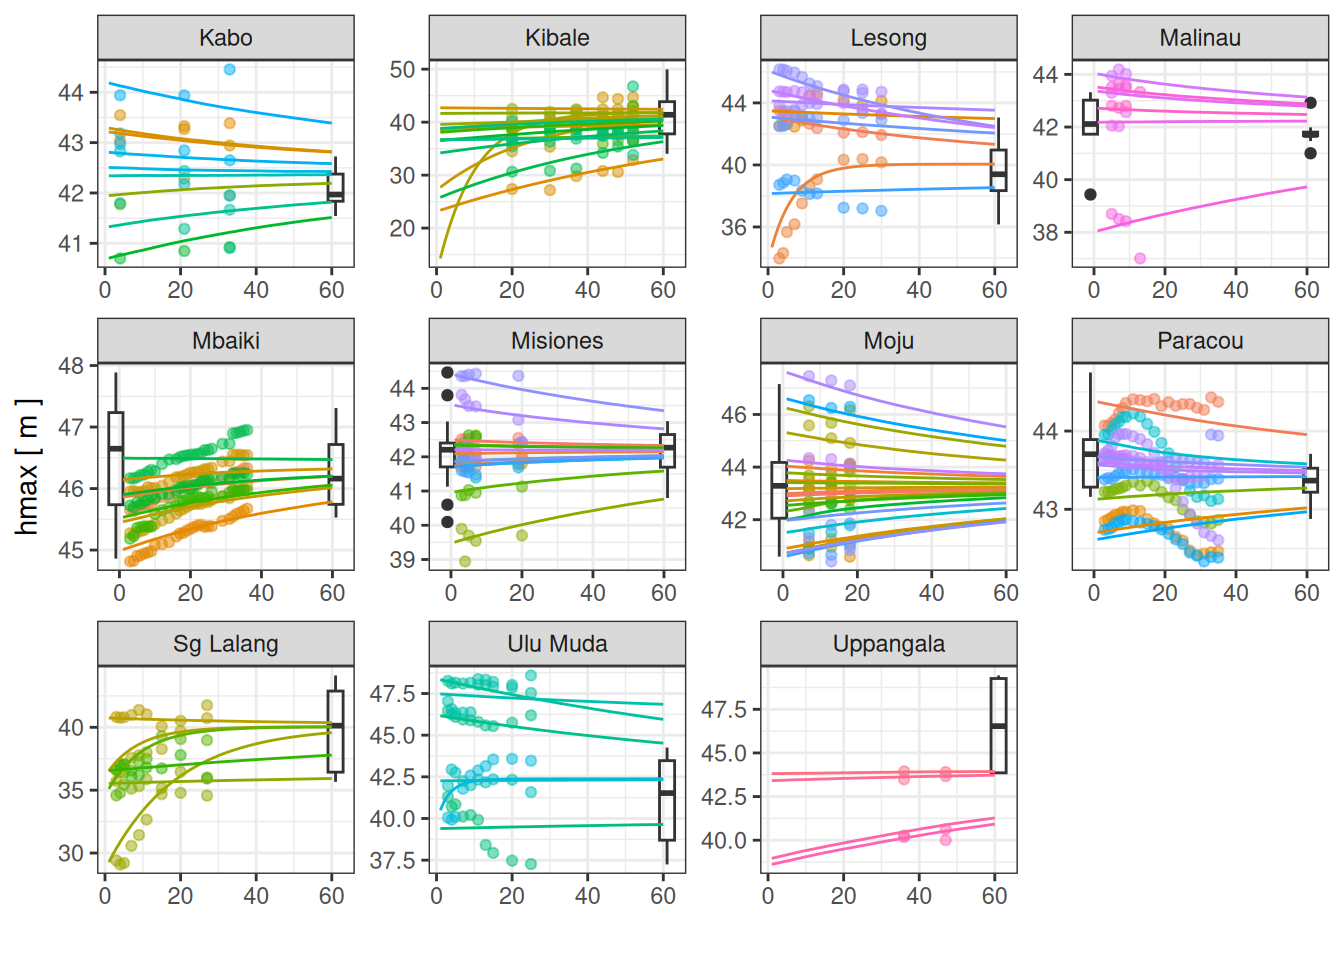 Kabo Kibale Lesong Malinau
44 43 42 41
50 40 30 20
44 40 36
44 42 40 38
0 20 40 60 0 20 40 60 0 20 40 60 0 20 40 60
Mbaiki Misiones Moju Paracou
hmax [ m ]
48 47 46 45
44 43 42 41 40 39
46 44 42
44 43
0 20 40 60 0 20 40 60 0 20 40 60 0 20 40 60
Sg Lalang Ulu Muda Uppangala
40 35 30
47.5 45.0 42.5 40.0 37.5
47.5 45.0 42.5 40.0
0 20 40 60 0 20 40 60 0 20 40 60